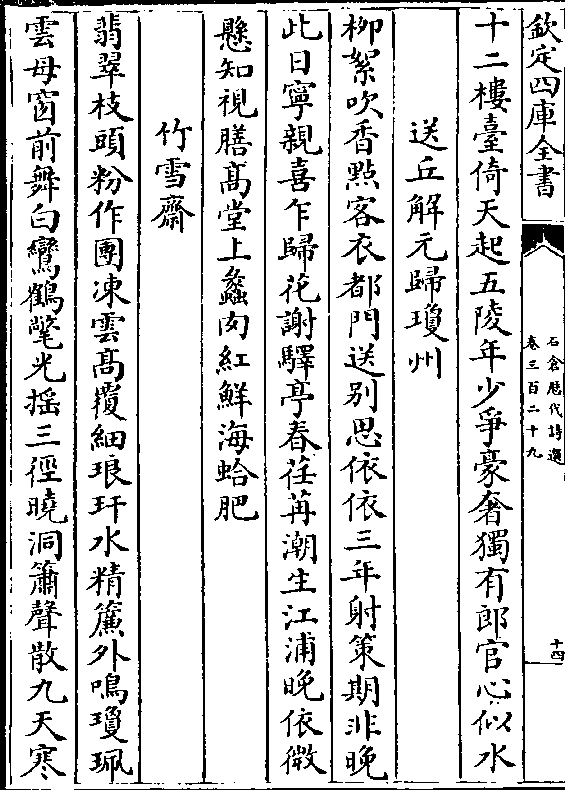 欽定四庫全書
石倉歷代詩選
卷三百二十九
十四
十二樓臺倚天起五陵年少爭豪奢獨有郎官心似水
送丘解元歸瓊州
柳絮吹香點客衣都門送别思依依三年射策期非晚
此日寧親喜乍歸花謝驛亭春荏苒潮生江浦晚依微
懸知視膳髙堂上蠡肉紅鮮海蛤肥
竹雪齋
翡翠枝頭粉作團凍雲髙覆細琅玕水精簾外鳴瓊珮
雲母窗前舞白鸞鶴氅光摇三徑曉洞簫聲散九天寒